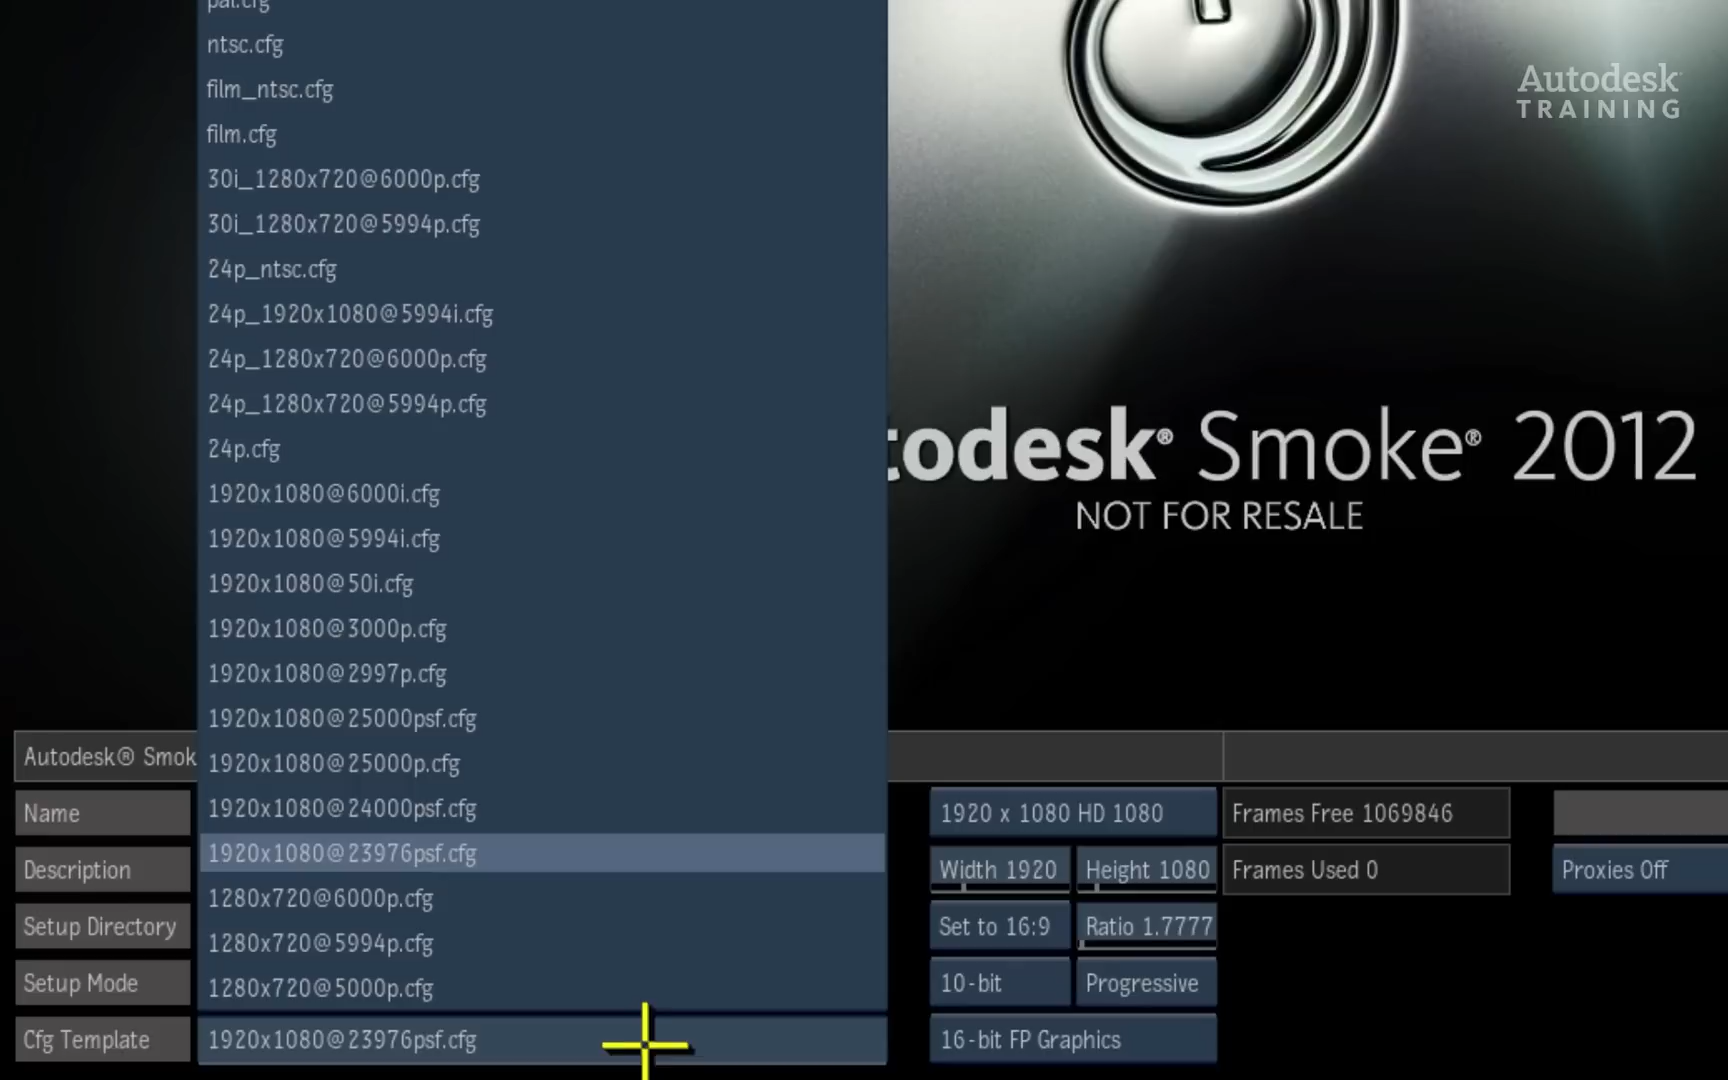 pal.cfg
ntsc.cfg
film_ntsc.cfg
film.cfg
30i_1280x720@6000p.cfg
30i_1280x720@5994p.cfg
24p_ntsc.cfg
24p_1920x1080@5994i.cfg
24p_1280x720@6000p.cfg
24p_1280x720@5994p.cfg
24p.cfg
1920x1080@6000i.cfg
1920x1080@5994i.cfg
1920x1080@50i.cfg
1920x1080@3000p.cfg
1920x1080@2997p.cfg
1920x1080@25000psf.cfg
1920x1080@25000p.cfg
1920x1080@24000psf.cfg
1920x1080@23976psf.cfg
1280x720@6000p.cfg
1280x720@5994p.cfg
1280x720@5000p.cfg
1920x1080@23976psf.cfg
Autodesk
TRAINING
todesk® Smoke® 2012
NOT FOR RESALE
Autodesk® Smok
Name
Description
Setup Directory
Setup Mode
Cfg Template
1920 x 1080 HD 1080
Width 1920 Height 1080
Set to 16:9 Ratio 1.7777
10-bit Progressive
16-bit FP Graphics
Frames Free 1069846
Frames Used 0
Proxies Off